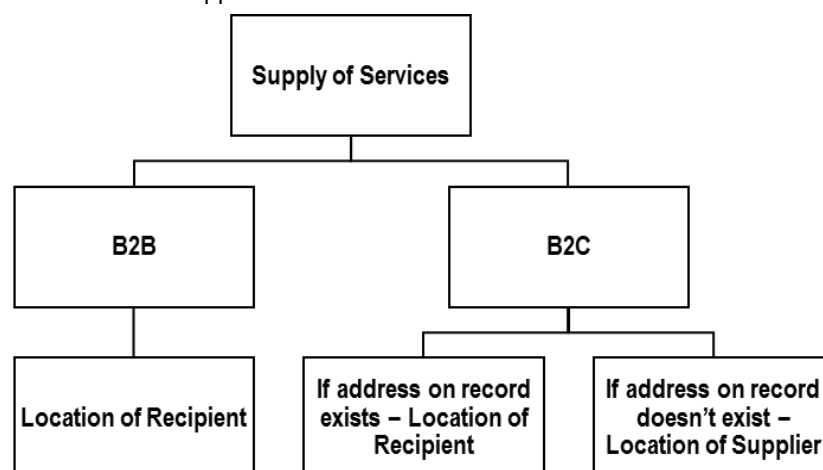 Supply of Services
B2B
B2C
Location of Recipient
If address on record
exists – Location of
Recipient
If address on record
doesn't exist –
Location of Supplier